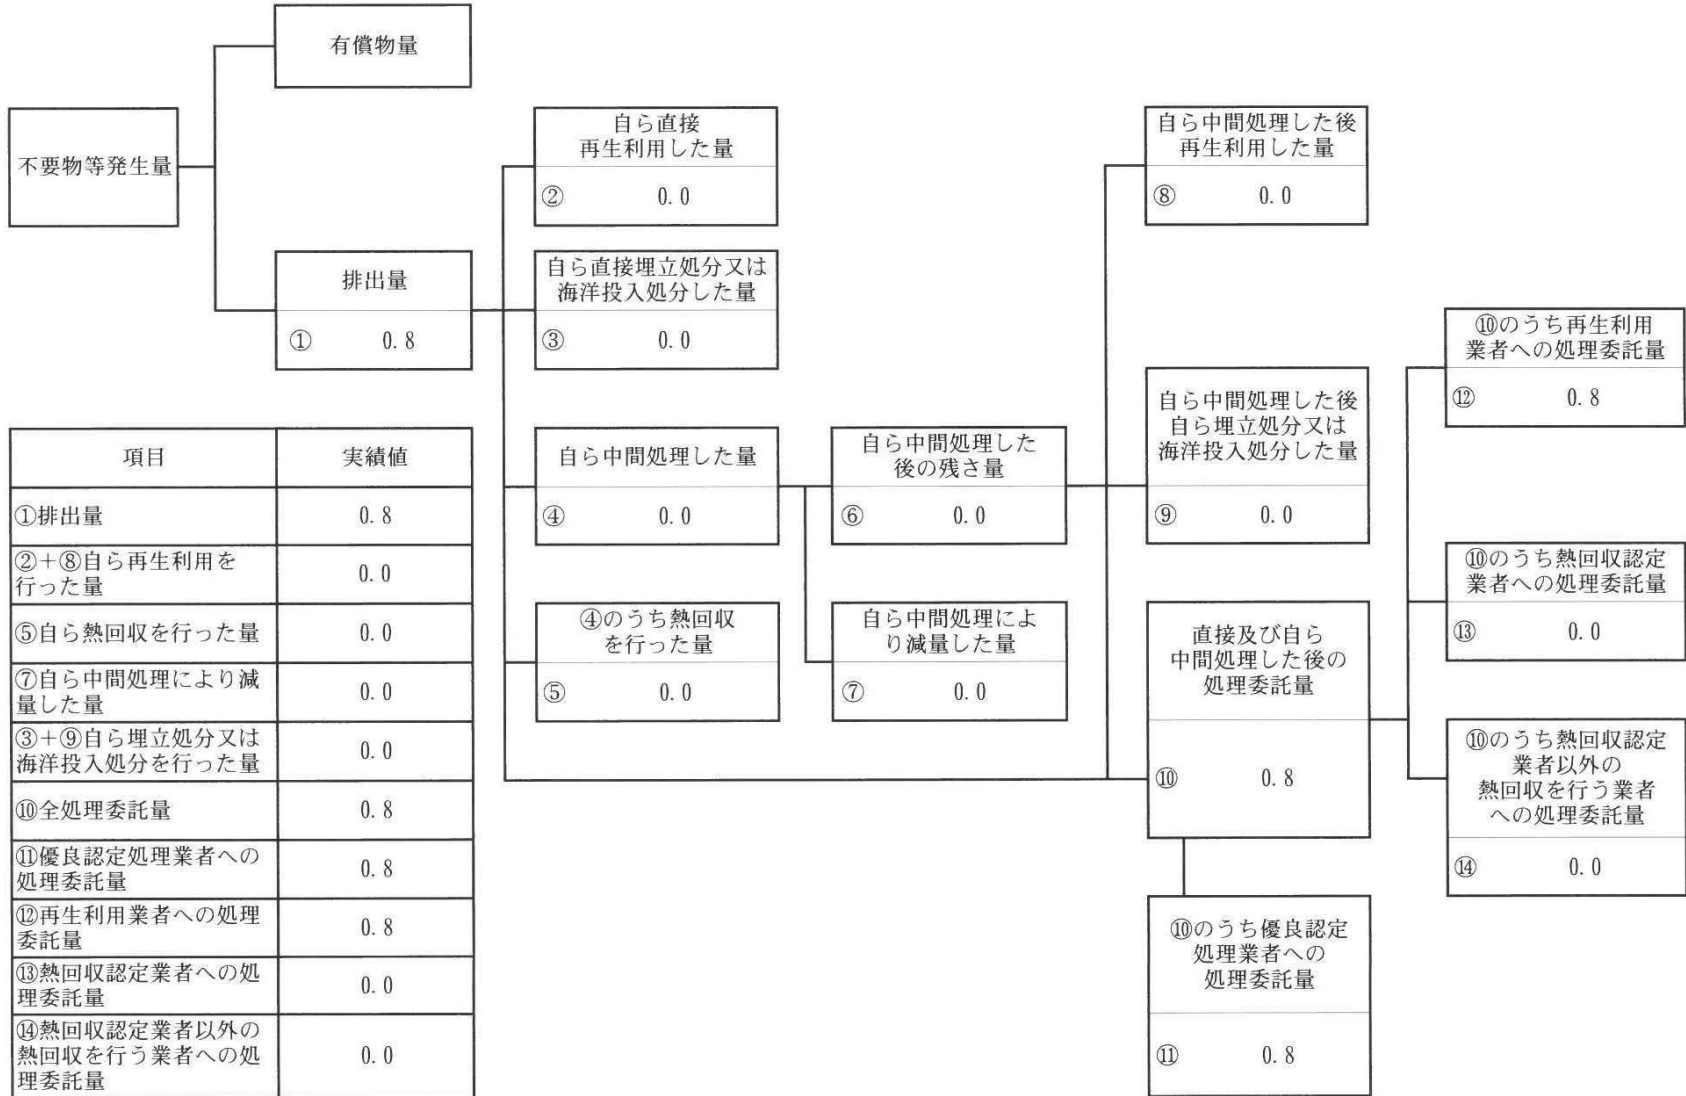 有償物量
不要物等発生量
排出量
① 0.8
自ら直接
再生利用した量
② 0.0
自ら直接埋立処分又は
海洋投入処分した量
③ 0.0
自ら中間処理した量
④ 0.0
④のうち熱回収
を行った量
⑤ 0.0
自ら中間処理した
後の残さ量
⑥ 0.0
自ら中間処理によ
り減量した量
⑦ 0.0
自ら中間処理した後
再生利用した量
⑧ 0.0
自ら中間処理した後
自ら埋立処分又は
海洋投入処分した量
⑨ 0.0
直接及び自ら
中間処理した後の
処理委託量
⑩ 0.8
⑩のうち優良認定
処理業者への
処理委託量
⑪ 0.8
⑩のうち再生利用
業者への処理委託量
⑫ 0.8
⑩のうち熱回収認定
業者への処理委託量
⑬ 0.0
⑩のうち熱回収認定
業者以外の
熱回収を行う業者
への処理委託量
⑭ 0.0
項目 実績値
①排出量 0.8
②+⑧自ら再生利用を
行った量 0.0
⑤自ら熱回収を行った量 0.0
⑦自ら中間処理により減
量した量 0.0
③+⑨自ら埋立処分又は
海洋投入処分を行った量 0.0
⑩全処理委託量 0.8
⑪優良認定処理業者への
処理委託量 0.8
⑫再生利用業者への処理
委託量 0.8
⑬熱回収認定業者への処
理委託量 0.0
⑭熱回収認定業者以外の
熱回収を行う業者への処
理委託量 0.0